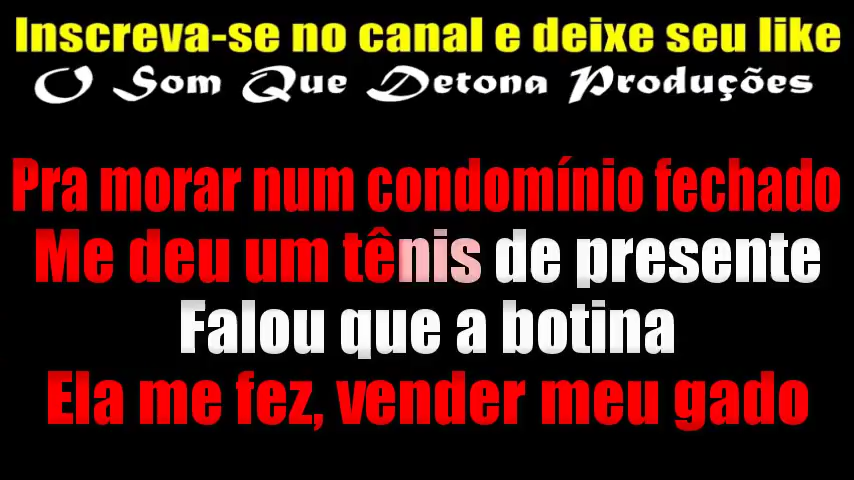 Inscreva-se no canal e deixe seu like
O Som Que Detona Produções
Pra morar num condomínio fechado
Me deu um tênis de presente
Falou que a botina
Ela me fez, vender meu gado